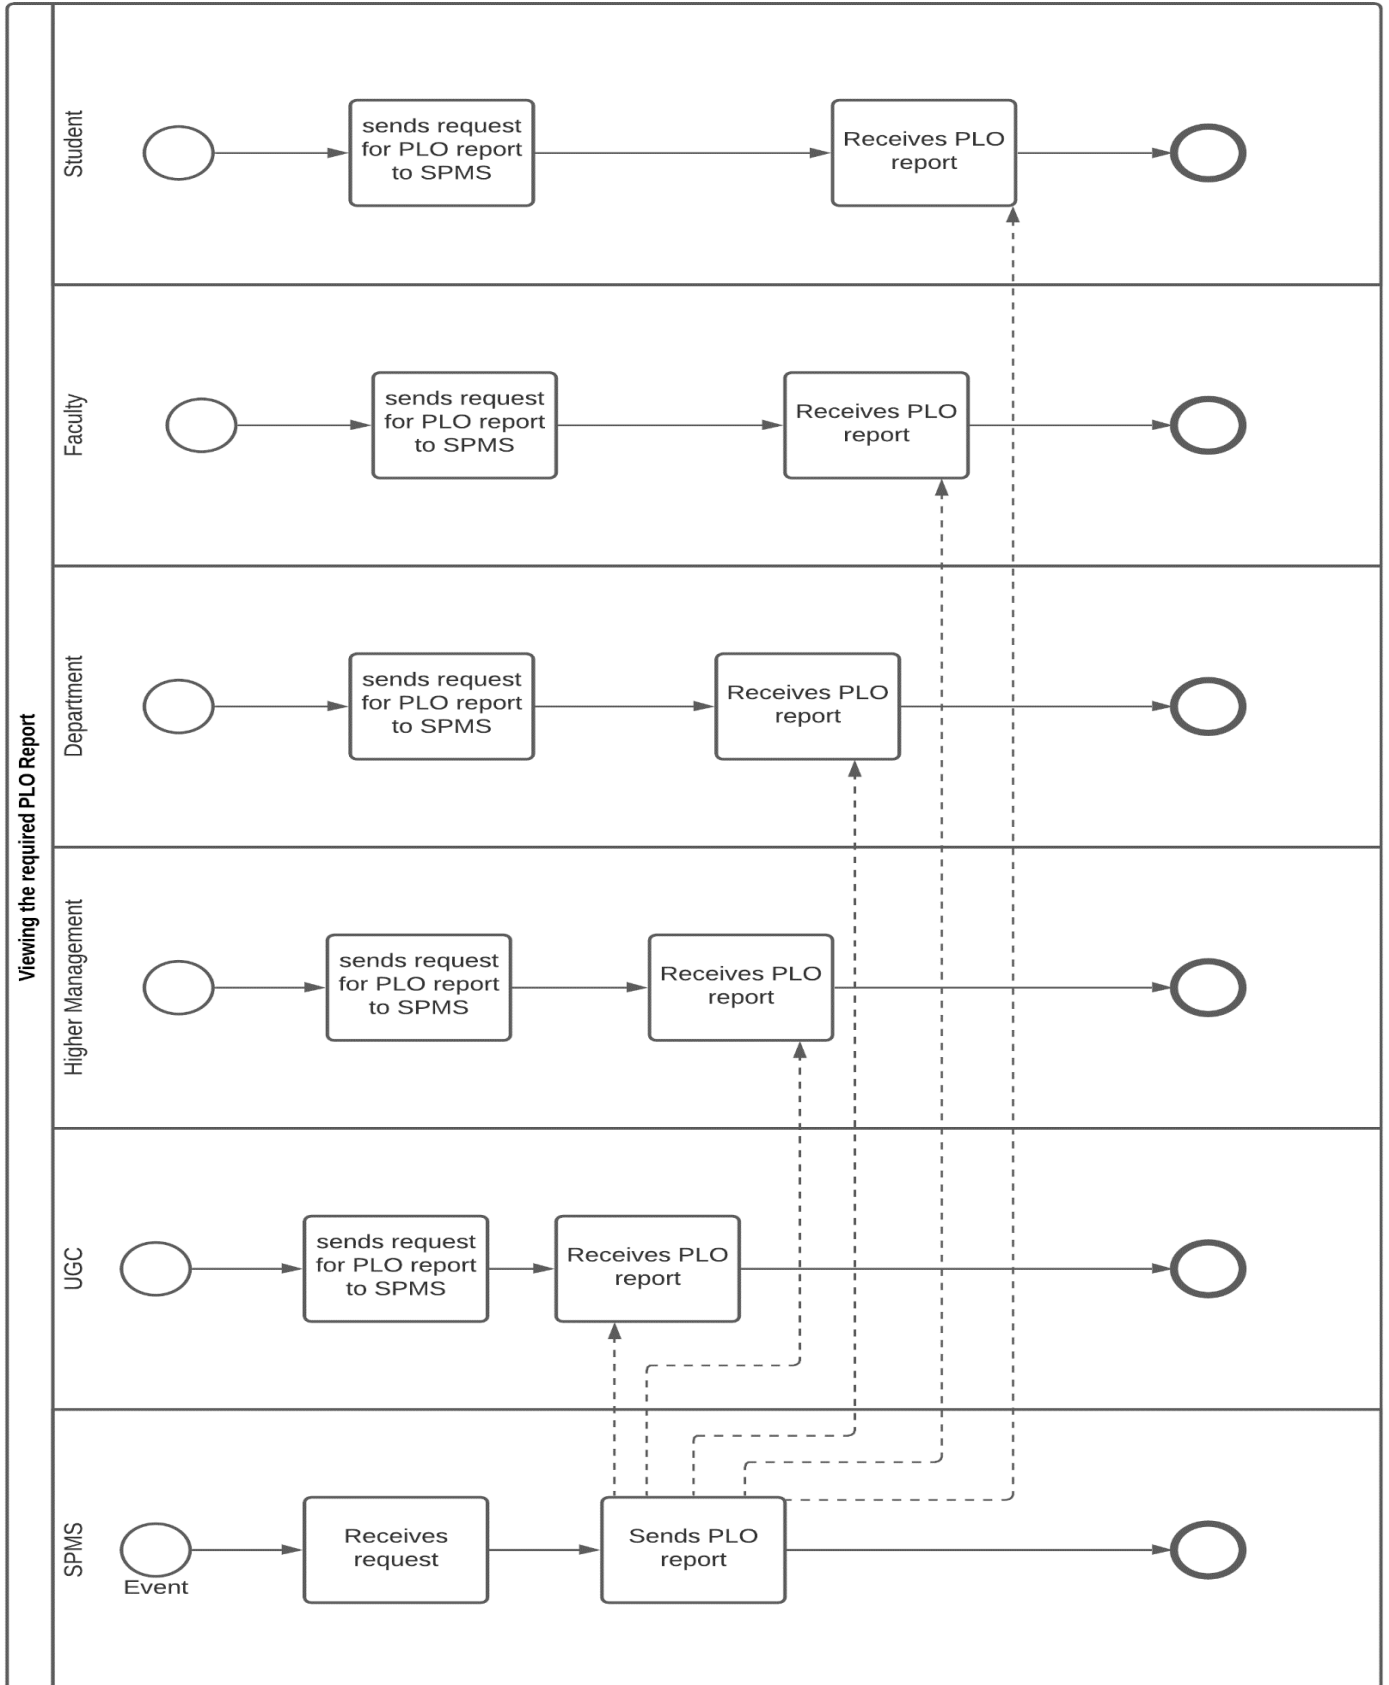 Viewing the required PLO Report
Student
sends request
for PLO report
to SPMS
Receives PLO
report
Faculty
sends request
for PLO report
to SPMS
Receives PLO
report
Department
sends request
for PLO report
to SPMS
Receives PLO
report
Higher Management
sends request
for PLO report
to SPMS
Receives PLO
report
UGC
sends request
for PLO report
to SPMS
Receives PLO
report
SPMS
Event
Receives
request
Sends PLO
report